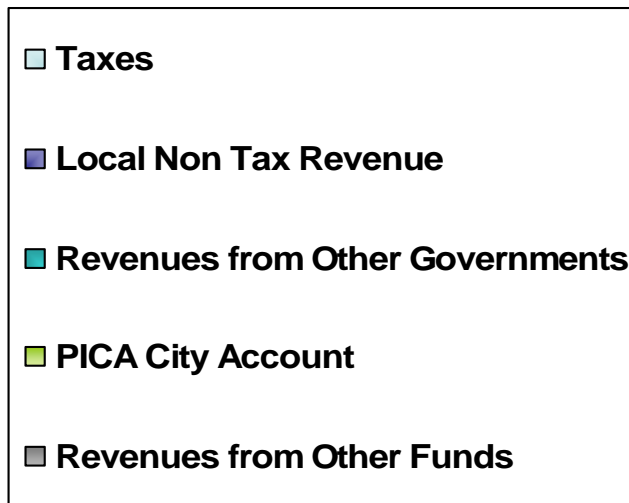 Taxes
Local Non Tax Revenue
Revenues from Other Governments
PICA City Account
Revenues from Other Funds